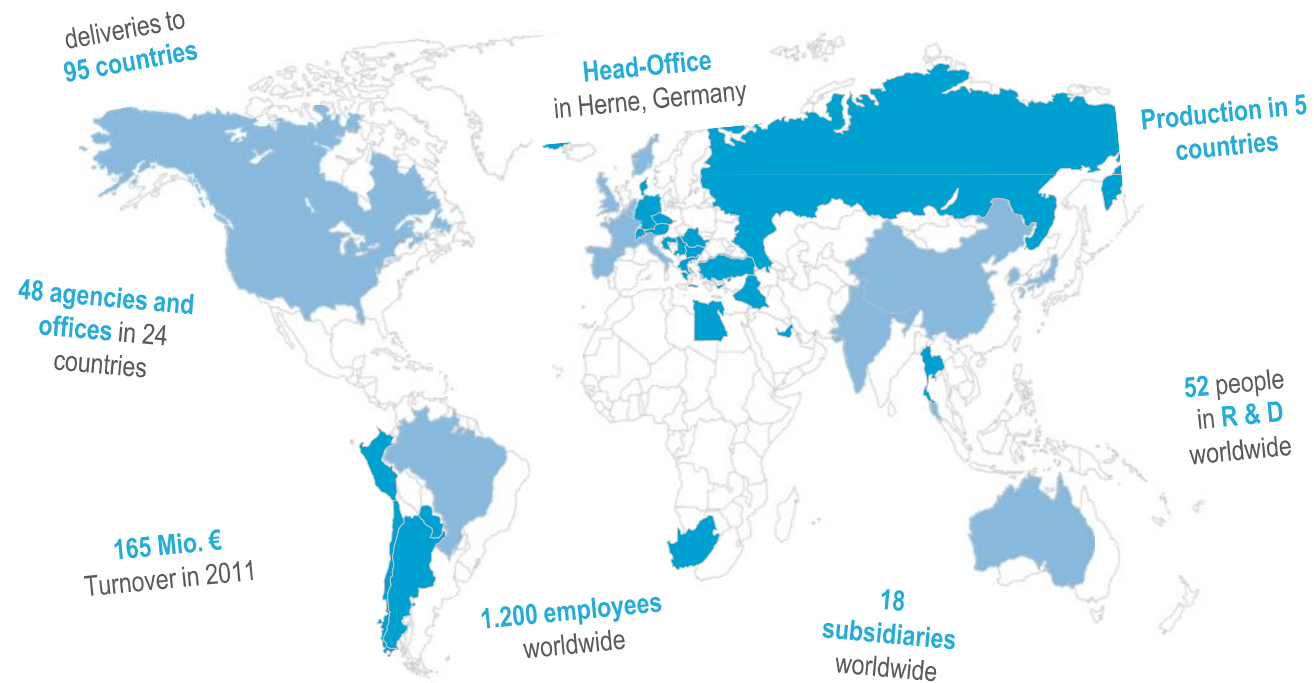 deliveries to
95 countries
Head-Office
in Herne, Germany
Production in 5
countries
48 agencies and
offices in 24
countries
52 people
in R & D
worldwide
165 Mio. €
Turnover in 2011
1.200 employees
worldwide
18
subsidiaries
worldwide